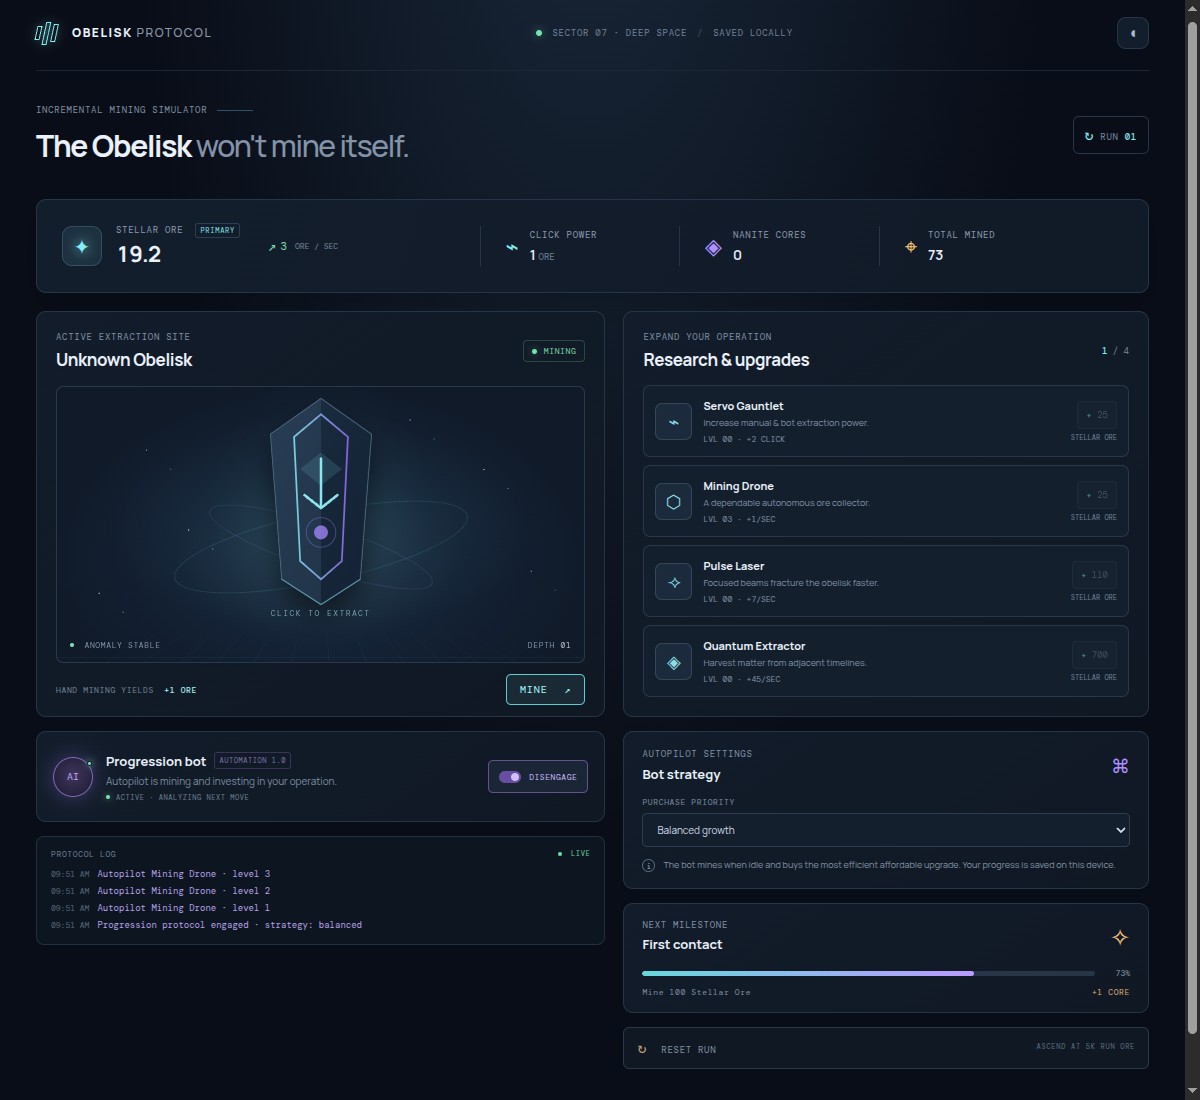 OBELISK PROTOCOL
SECTOR 07 · DEEP SPACE / SAVED LOCALLY
INCREMENTAL MINING SIMULATOR
The Obelisk won't mine itself.
↻ RUN 01
STELLAR ORE PRIMARY
19.2
↗ 3 ORE / SEC
CLICK POWER
1 ORE
NANITE CORES
0
TOTAL MINED
73
ACTIVE EXTRACTION SITE
Unknown Obelisk
MINING
CLICK TO EXTRACT
ANOMALY STABLE
DEPTH 01
HAND MINING YIELDS +1 ORE
MINE ↗
EXPAND YOUR OPERATION
Research & upgrades
1 / 4
Servo Gauntlet
Increase manual & bot extraction power.
LVL 00 · +2 CLICK
✦ 25
STELLAR ORE
Mining Drone
A dependable autonomous ore collector.
LVL 03 · +1/SEC
✦ 25
STELLAR ORE
Pulse Laser
Focused beams fracture the obelisk faster.
LVL 00 · +7/SEC
✦ 110
STELLAR ORE
Quantum Extractor
Harvest matter from adjacent timelines.
LVL 00 · +45/SEC
✦ 700
STELLAR ORE
AI
Progression bot AUTOMATION 1.0
Autopilot is mining and investing in your operation.
ACTIVE · ANALYZING NEXT MOVE
DISENGAGE
PROTOCOL LOG
LIVE
09:51 AM Autopilot Mining Drone · level 3
09:51 AM Autopilot Mining Drone · level 2
09:51 AM Autopilot Mining Drone · level 1
09:51 AM Progression protocol engaged · strategy: balanced
AUTOPILOT SETTINGS
Bot strategy
PURCHASE PRIORITY
Balanced growth
The bot mines when idle and buys the most efficient affordable upgrade. Your progress is saved on this device.
NEXT MILESTONE
First contact
73%
Mine 100 Stellar Ore
+1 CORE
↻ RESET RUN
ASCEND AT 5K RUN ORE